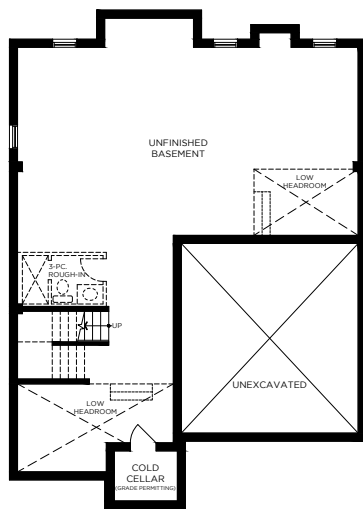 UNFINISHED
BASEMENT
LOW
HEADROOM
3-PC.
ROUGH-IN
UP
UNEXCAVATED
LOW
HEADROOM
COLD
CELLAR
(GRADE PERMITTING)